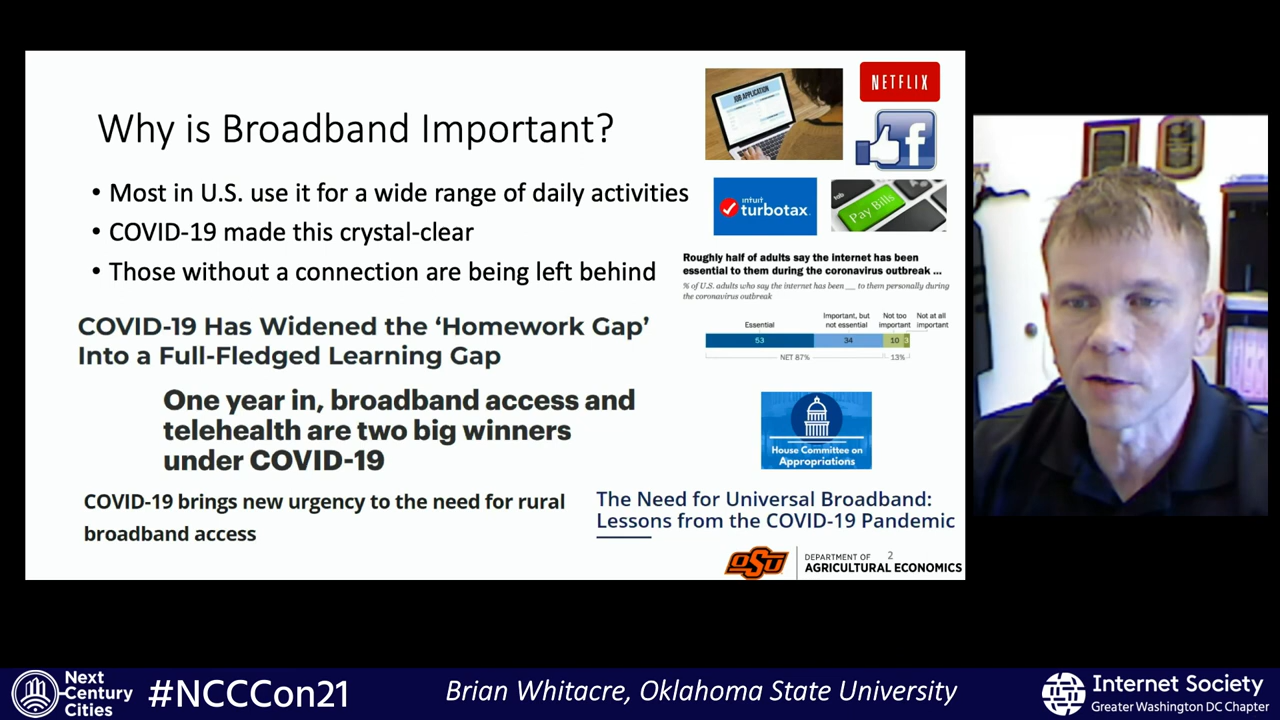 Why is Broadband Important?
• Most in U.S. use it for a wide range of daily activities
• COVID-19 made this crystal-clear
• Those without a connection are being left behind
COVID-19 Has Widened the ‘Homework Gap’
Into a Full-Fledged Learning Gap
One year in, broadband access and
telehealth are two big winners
under COVID-19
COVID-19 brings new urgency to the need for rural
broadband access
JOB APPLICATION
NETFLIX
f
intuit
turbotax
Pay Bills
Roughly half of adults say the internet has been
essential to them during the coronavirus outbreak ...
% of U.S. adults who say the internet has been __ to them personally during
the coronavirus outbreak
Essential
Important, but
not essential
Not too
important
Not at all
important
53
34
10
3
NET 87%
13%
House Committee on
Appropriations
The Need for Universal Broadband:
Lessons from the COVID-19 Pandemic
OSU
DEPARTMENT OF
AGRICULTURAL ECONOMICS
2
Next
Century
Cities
#NCCCon21
Brian Whitacre, Oklahoma State University
Internet Society
Greater Washington DC Chapter